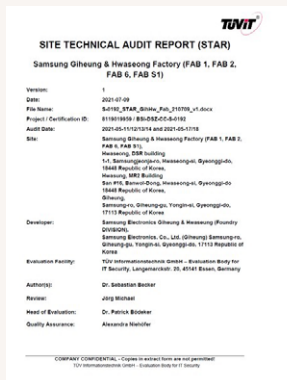 TÜViT
SITE TECHNICAL AUDIT REPORT (STAR)
Samsung Giheung & Hwaseong Factory (FAB 1, FAB 2,
FAB 6, FAB S1)
Version: 1
Date: 2021-07-09
File Name: S-0192_STAR_GihHw_Fab_210709_v1.docx
Project / Certification ID: 8119010058 / BSI-DSZ-CC-S-0192
Audit Date: 2021-05-11/12/13/14 and 2021-05-17/18
Site: Samsung Giheung & Hwaseong Factory (FAB 1, FAB 2,
FAB 6, FAB S1),
Hwaseong, DSR building
1-1, Samsungjeonja-ro, Hwaseong-si, Gyeonggi-do,
18448 Republic of Korea,
Hwasung, MR2 Building
San #16, Banwol-Dong, Hwaseong-si, Gyeonggi-do
18448 Republic of Korea,
Giheung,
Samsung-ro, Giheung-gu, Yongin-si, Gyeonggi-do,
17113 Republic of Korea
Developer: Samsung Electronics Giheung & Hwaseong (Foundry
DIVISION),
Samsung Electronics. Co., Ltd. (Giheung) Samsung-ro,
Giheung-gu, Yongin-si, Gyeonggi-do, 17113 Republic of
Korea
Evaluation Facility: TÜV Informationstechnik GmbH – Evaluation Body for
IT Security, Langemarckstr. 20, 45141 Essen, Germany
Author(s): Dr. Sebastian Becker
Review: Jörg Michael
Head of Evaluation: Dr. Patrick Bödeker
Quality Assurance: Alexandra Niehöfer
COMPANY CONFIDENTIAL - Copies in extract form are not permitted!
TÜV Informationstechnik GmbH – Evaluation Body for IT Security